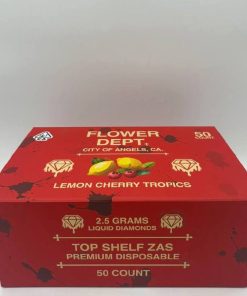 FLOWER
DEPT.
CITY OF ANGELS, CA.
50
LEMON CHERRY TROPICS
2.5 GRAMS
LIQUID DIAMONDS
TOP SHELF ZAS
PREMIUM DISPOSABLE
50 COUNT